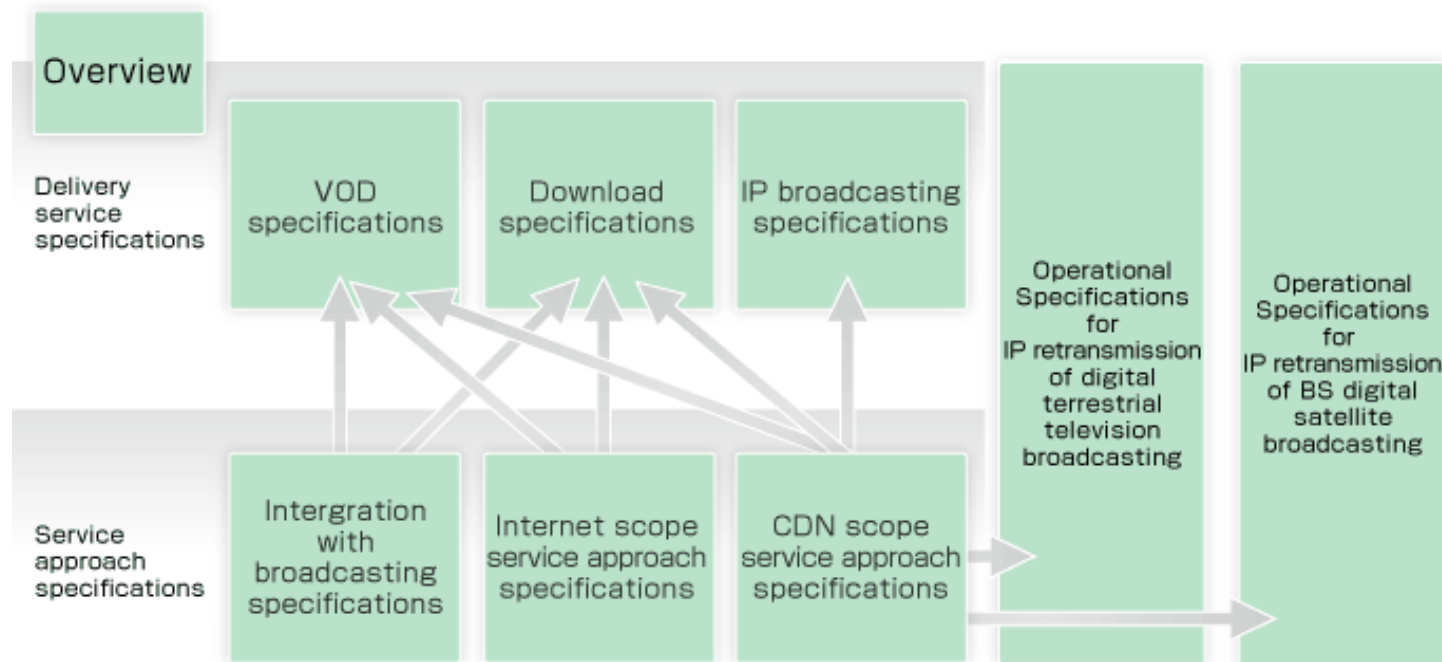 Overview
Delivery
service
specifications
VOD
specifications
Download
specifications
IP broadcasting
specifications
Operational
Specifications
for
IP retransmission
of digital
terrestrial
television
broadcasting
Operational
Specifications
for
IP retransmission
of BS digital
satellite
broadcasting
Service
approach
specifications
Intergration
with
broadcasting
specifications
Internet scope
service approach
specifications
CDN scope
service approach
specifications